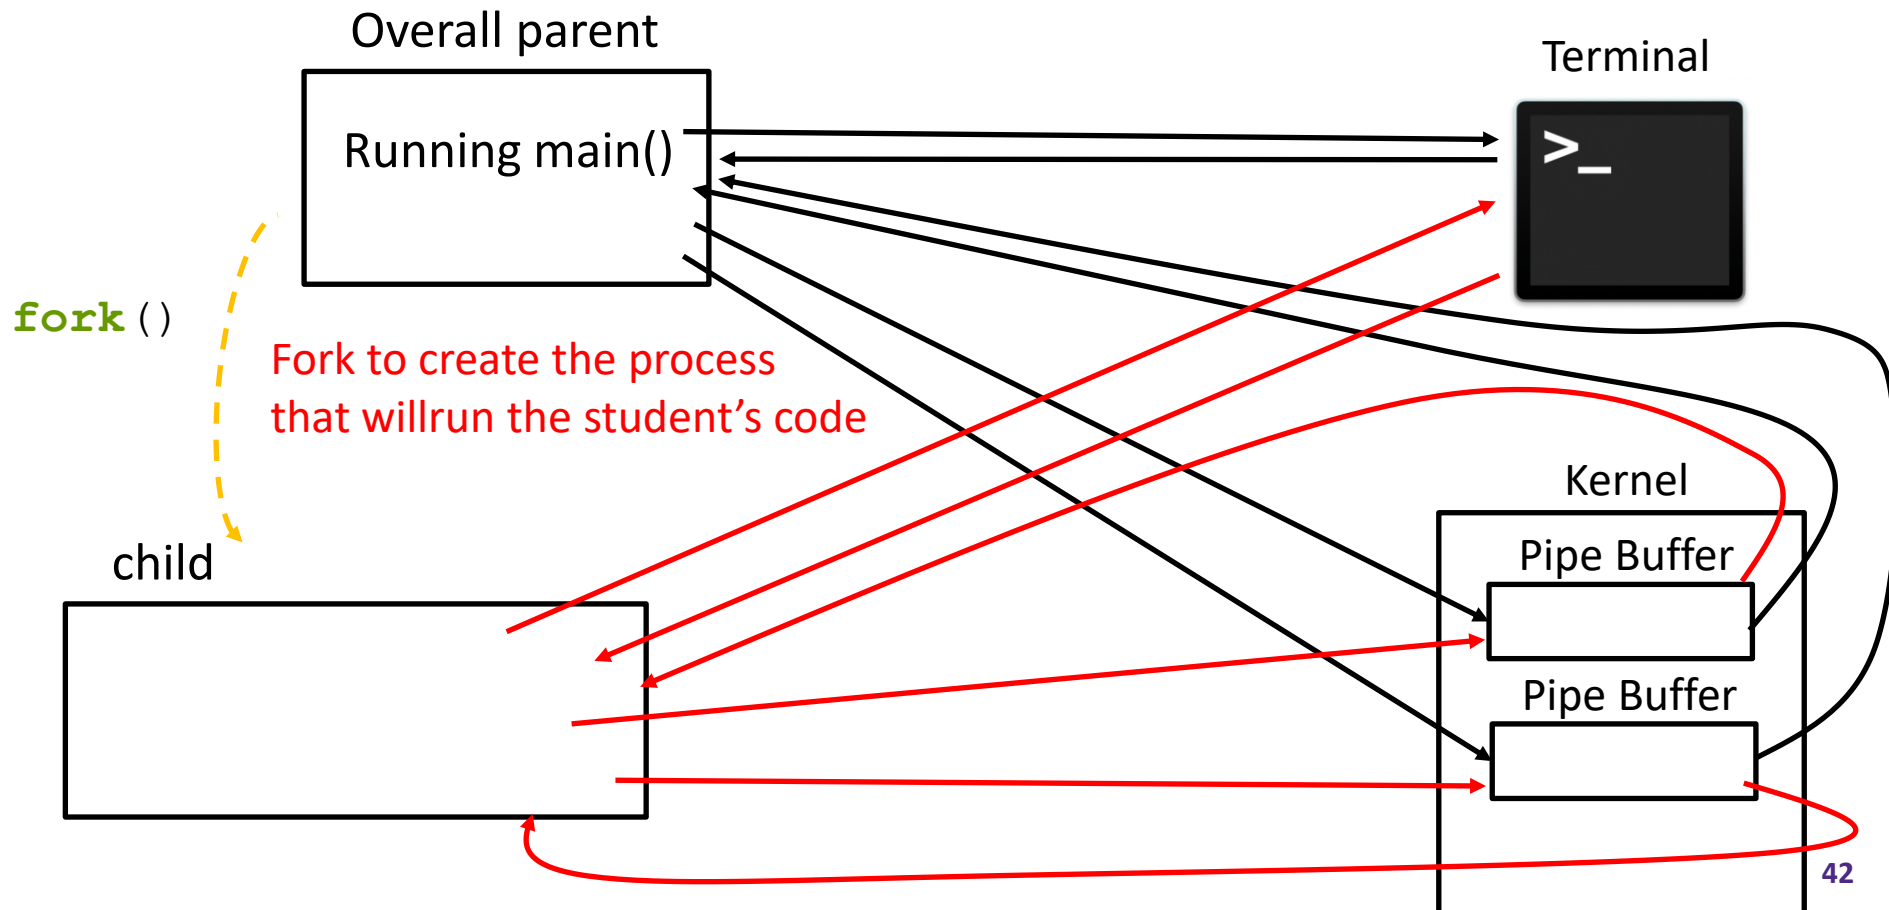 Overall parent
Terminal
Running main()
>_
fork()
Fork to create the process
that willrun the student’s code
Kernel
child
Pipe Buffer
Pipe Buffer
42